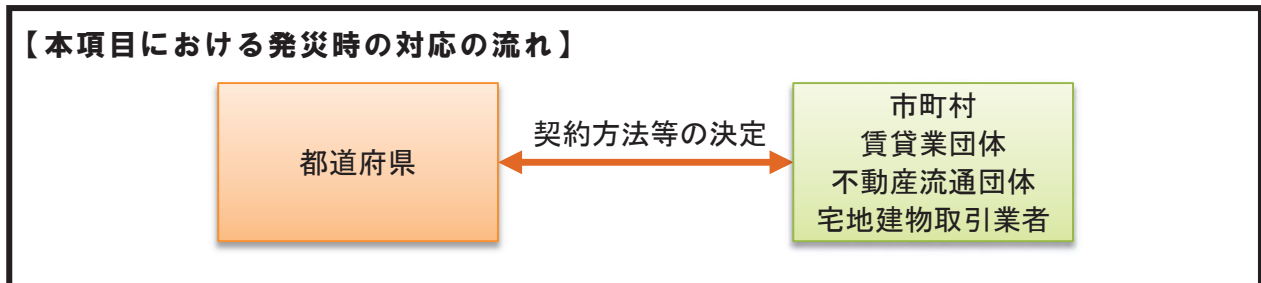 【本項目における発災時の対応の流れ】
都道府県
契約方法等の決定
市町村
賃貸業団体
不動産流通団体
宅地建物取引業者